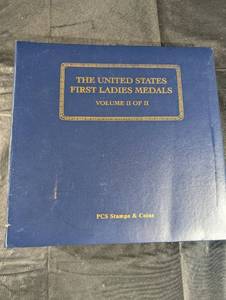 THE UNITED STATES
FIRST LADIES MEDALS
VOLUME II OF II
PCS Stamps & Coins